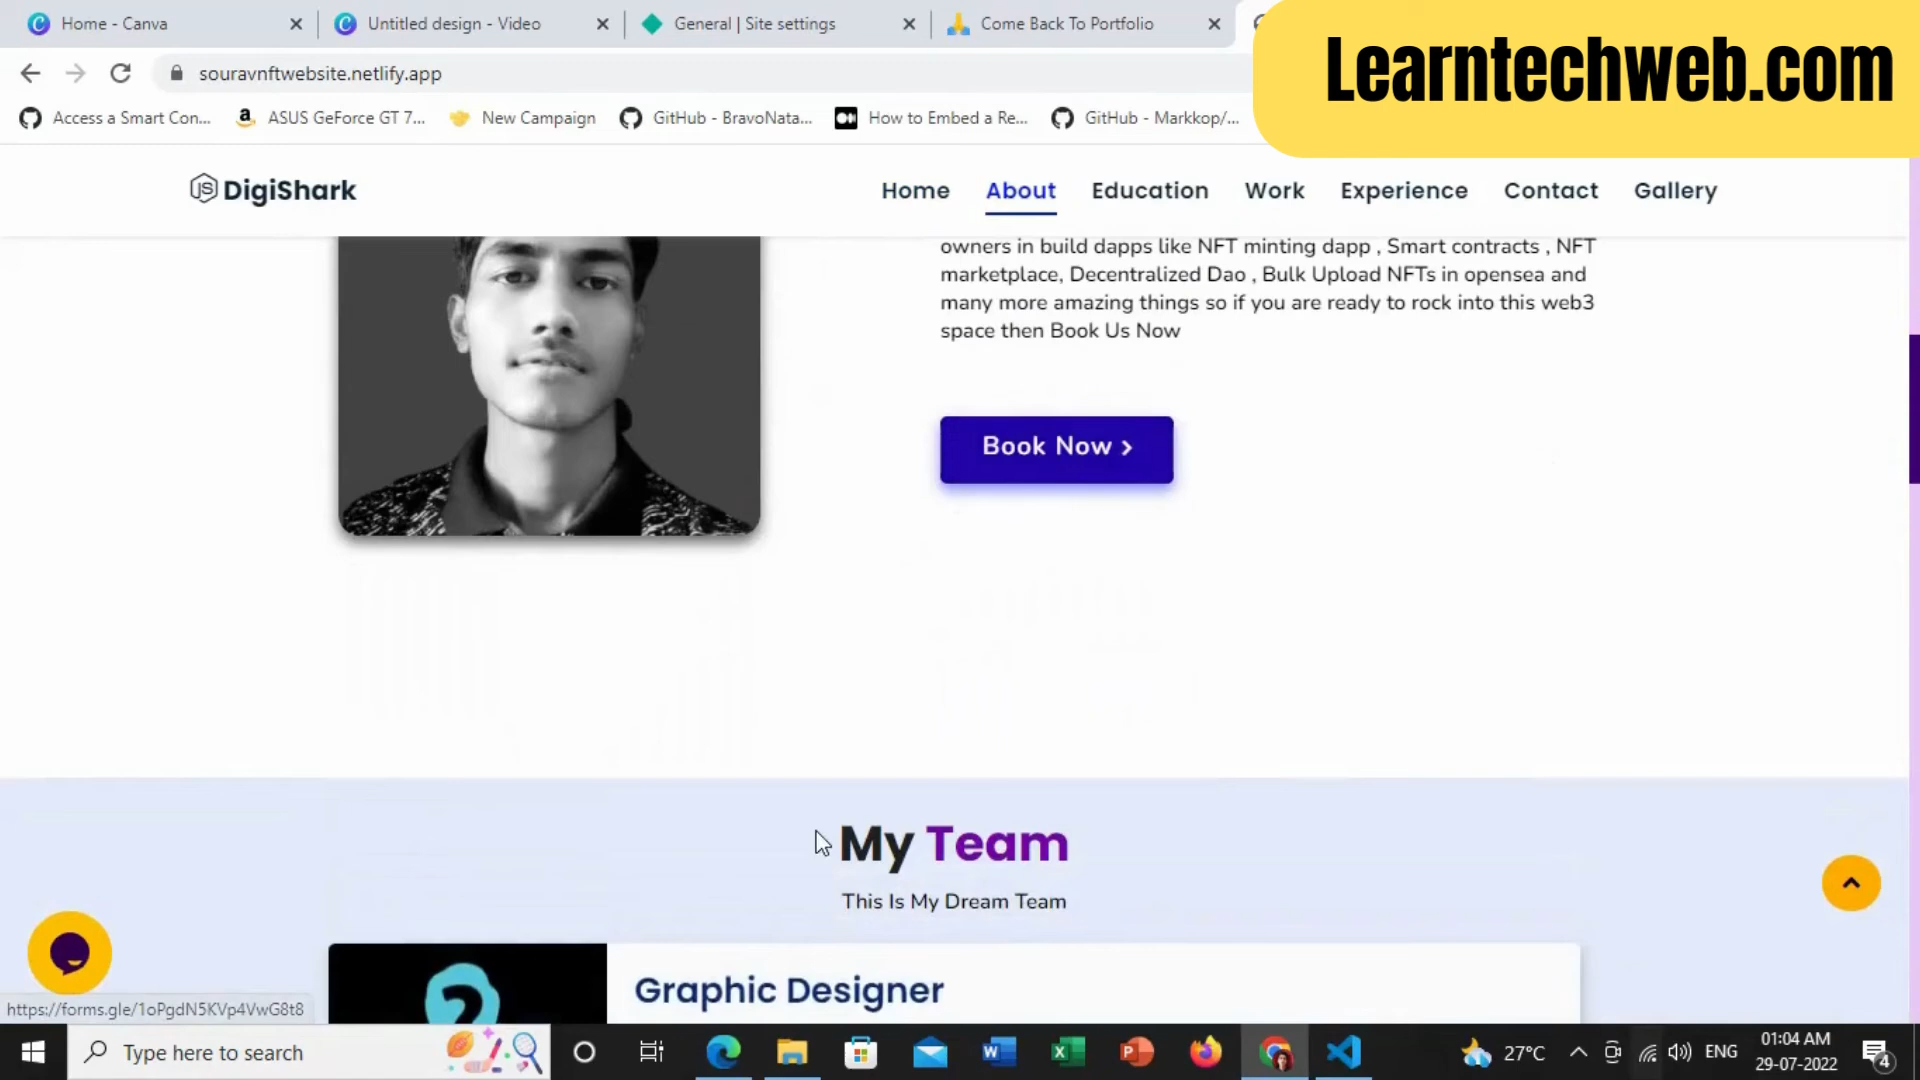 Home - Canva
Untitled design - Video
General | Site settings
Come Back To Portfolio
Learntechweb.com
souravnftwebsite.netlify.app
Access a Smart Con...
ASUS GeForce GT 7...
New Campaign
GitHub - BravoNata...
How to Embed a Re...
GitHub - Markkop/...
JS DigiShark
Home
About
Education
Work
Experience
Contact
Gallery
owners in build dapps like NFT minting dapp , Smart contracts , NFT
marketplace, Decentralized Dao , Bulk Upload NFTs in opensea and
many more amazing things so if you are ready to rock into this web3
space then Book Us Now
Book Now >
My Team
This Is My Dream Team
Graphic Designer
https://forms.gle/1oPgdN5KVp4VwG8t8
Type here to search
27°C
ENG
01:04 AM
29-07-2022
4